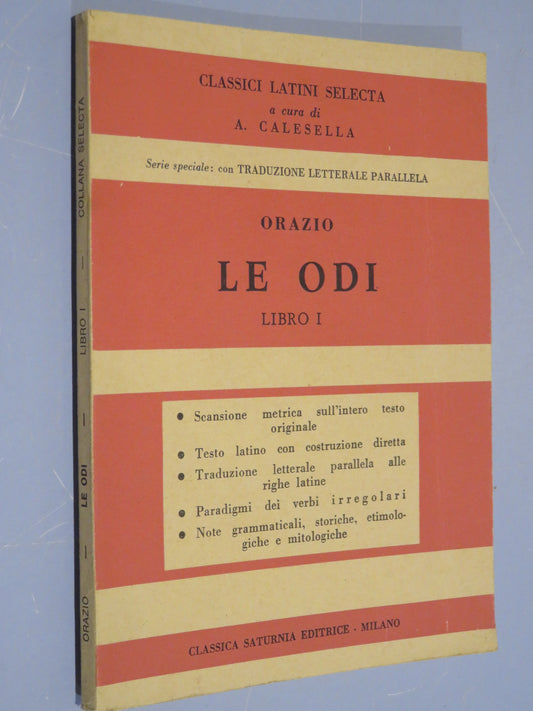 CLASSICI LATINI SELECTA
a cura di
A. CALESELLA
Serie speciale: con TRADUZIONE LETTERALE PARALLELA
ORAZIO
LE ODI
LIBRO I
● Scansione metrica sull'intero testo
originale
● Testo latino con costruzione diretta
● Traduzione letterale parallela alle
righe latine
● Paradigmi dei verbi irregolari
● Note grammaticali, storiche, etimolo-
giche e mitologiche
CLASSICA SATURNIA EDITRICE - MILANO
ORAZIO — LE ODI — LIBRO I — COLLANA SELECTA